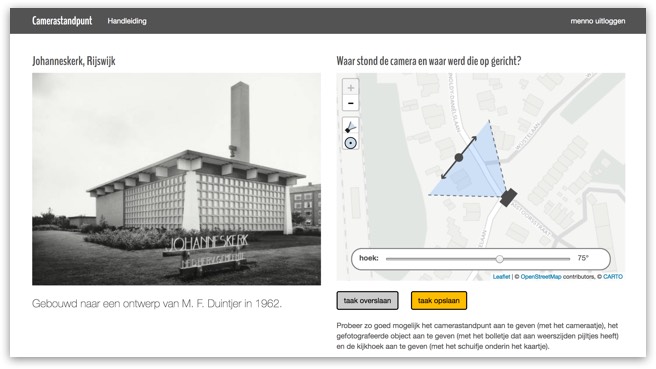 Camerastandpunt
Handleiding
menno uitloggen
Johanneskerk, Rijswijk
JOHANNESKERK
Gebouwd naar een ontwerp van M. F. Duintjer in 1962.
Waar stond de camera en waar werd die op gericht?
+
-
hoek:
75°
Leaflet | © OpenStreetMap contributors, © CARTO
taak overslaan
taak opslaan
Probeer zo goed mogelijk het camerastandpunt aan te geven (met het cameraatje), het
gefotografeerde object aan te geven (met het bolletje dat aan weerszijden pijltjes heeft)
en de kijkhoek aan te geven (met het schuifje onderin het kaartje).